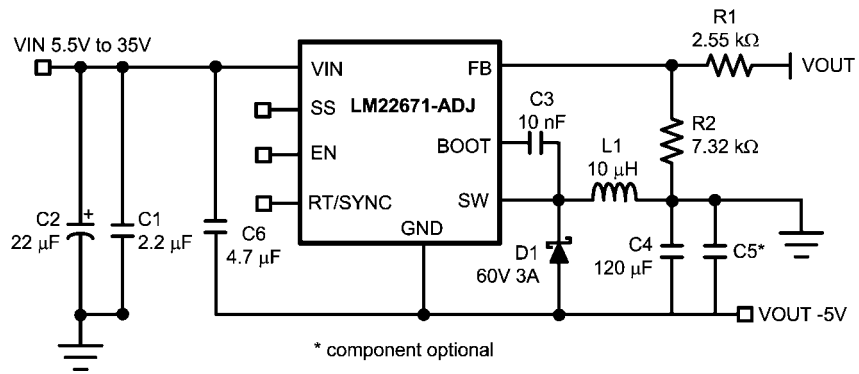 VIN 5.5V to 35V
VIN
SS
EN
RT/SYNC
LM22671-ADJ
FB
BOOT
SW
GND
R1
2.55 kΩ
VOUT
C3
10 nF
R2
7.32 kΩ
L1
10 μH
C2
22 μF
+
C1
2.2 μF
C6
4.7 μF
D1
60V 3A
C4
120 μF
C5*
VOUT -5V
* component optional